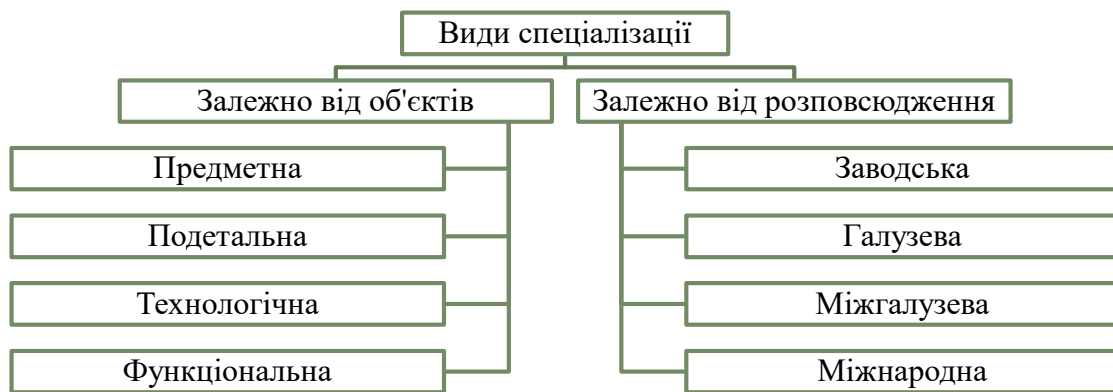 Види спеціалізації
Залежно від об'єктів
Залежно від розповсюдження
Предметна
Подетальна
Технологічна
Функціональна
Заводська
Галузева
Міжгалузева
Міжнародна